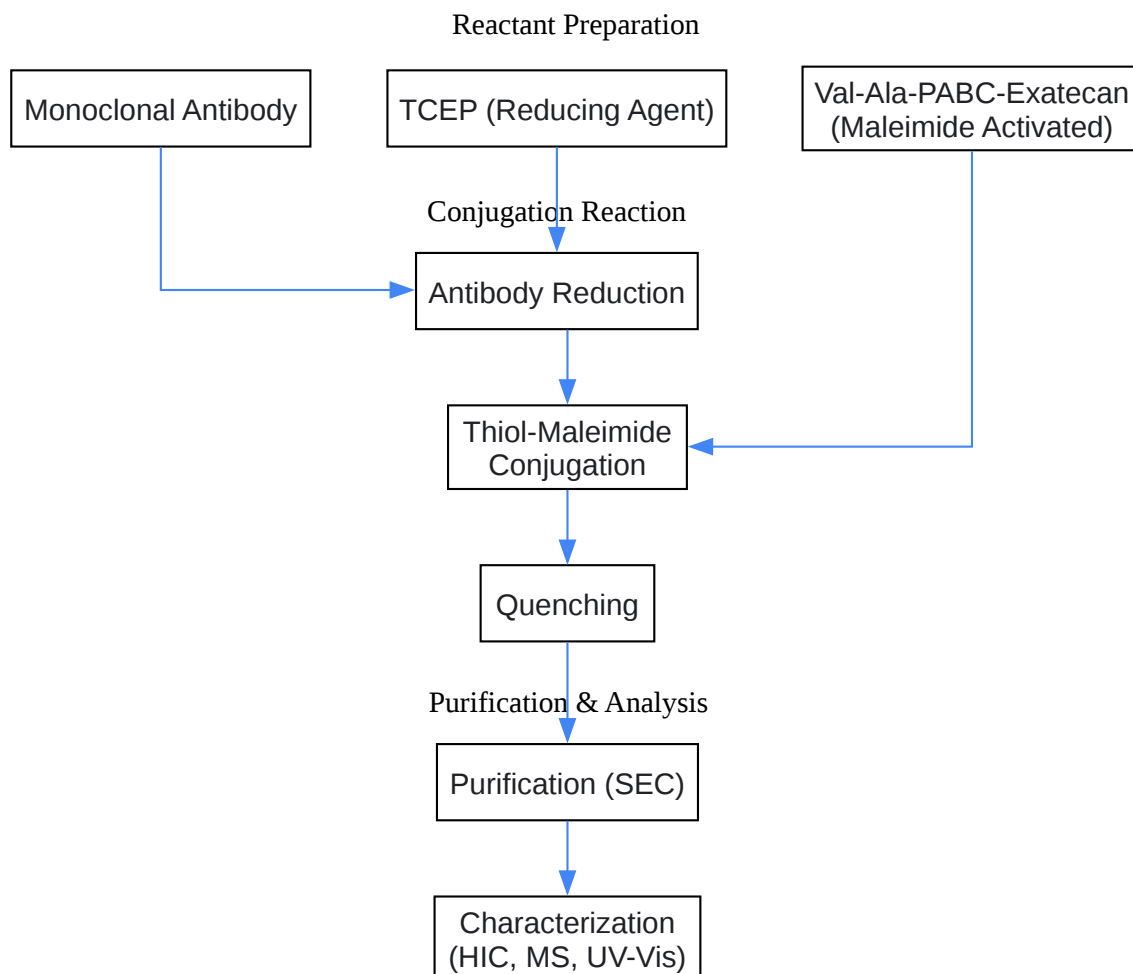 Reactant Preparation
Monoclonal Antibody
TCEP (Reducing Agent)
Val-Ala-PABC-Exatecan
(Maleimide Activated)
Conjugation Reaction
Antibody Reduction
Thiol-Maleimide
Conjugation
Quenching
Purification & Analysis
Purification (SEC)
Characterization
(HIC, MS, UV-Vis)